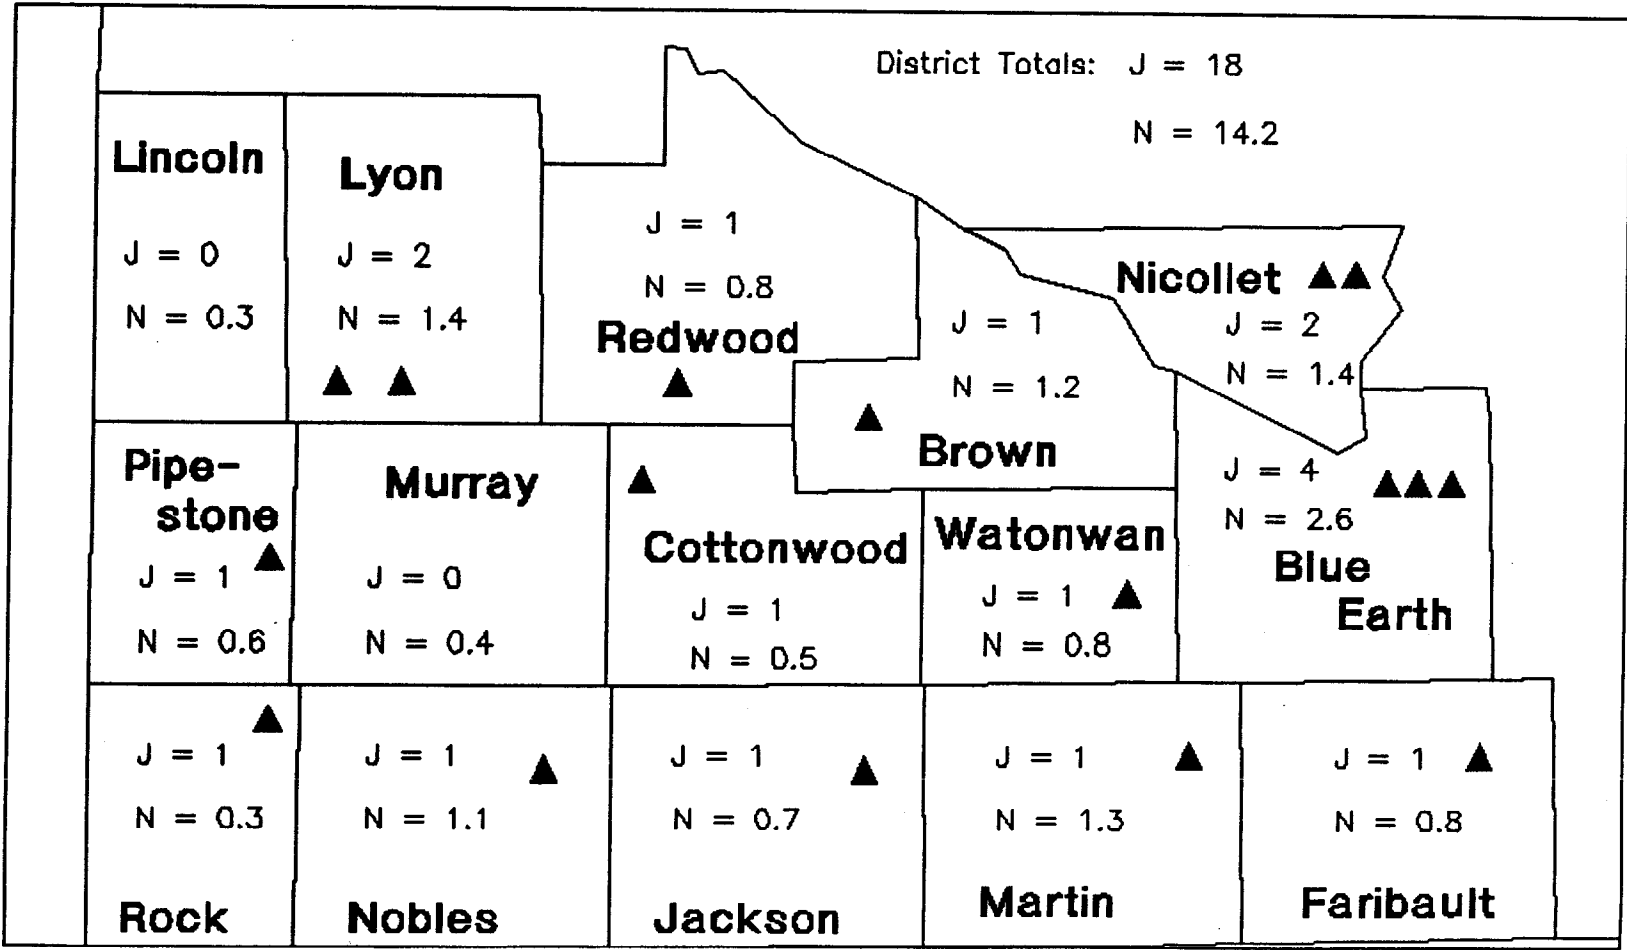 District Totals: J = 18
N = 14.2
Lincoln
J = 0
N = 0.3
Lyon
J = 2
N = 1.4
J = 1
N = 0.8
Redwood
J = 1
N = 1.2
Brown
Nicollet
J = 2
N = 1.4
Pipe-
stone
J = 1
N = 0.6
Murray
J = 0
N = 0.4
Cottonwood
J = 1
N = 0.5
Watonwan
J = 1
N = 0.8
J = 4
N = 2.6
Blue
Earth
J = 1
N = 0.3
Rock
J = 1
N = 1.1
Nobles
J = 1
N = 0.7
Jackson
J = 1
N = 1.3
Martin
J = 1
N = 0.8
Faribault